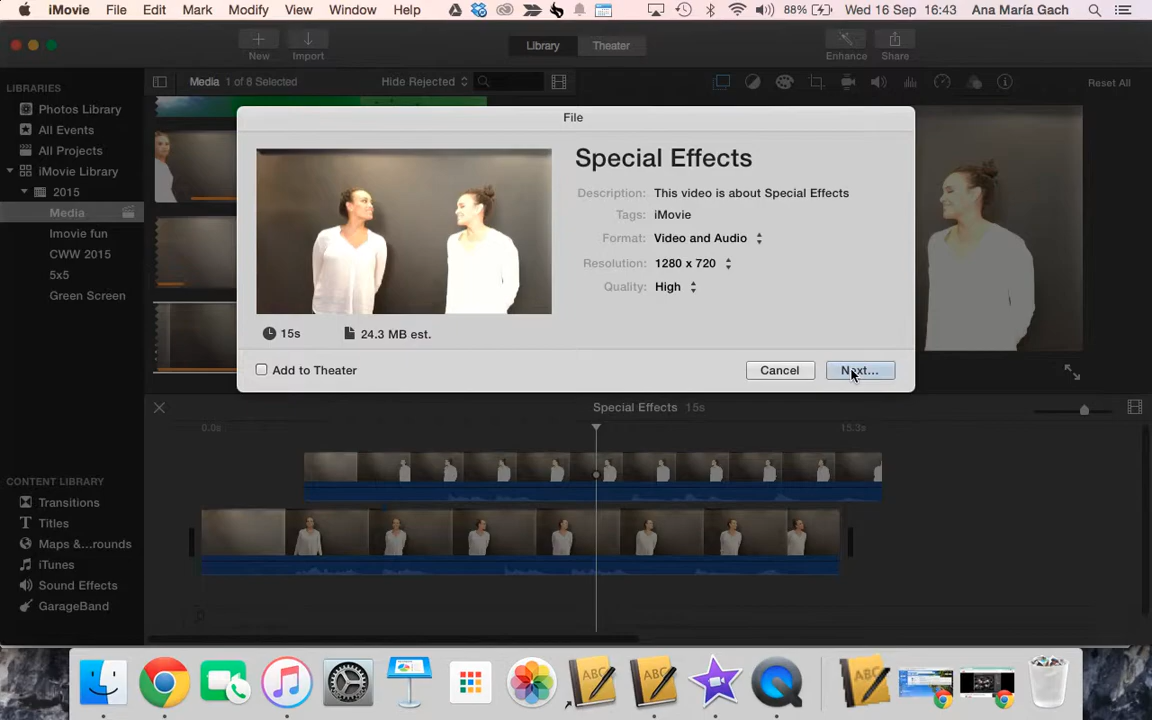 iMovie File Edit Mark Modify View Window Help 88% Wed 16 Sep 16:43 Ana María Gach
New Import Library Theater Enhance Share
LIBRARIES Media 1 of 8 Selected Hide Rejected Reset All
Photos Library
All Events
All Projects
iMovie Library
2015
Media
Imovie fun
CWW 2015
5x5
Green Screen
File
Special Effects
Description: This video is about Special Effects
Tags: iMovie
Format: Video and Audio
Resolution: 1280 x 720
Quality: High
15s 24.3 MB est.
Add to Theater Cancel Next...
Special Effects 15s
0.0s 15.3s
CONTENT LIBRARY
Transitions
Titles
Maps &...rounds
iTunes
Sound Effects
GarageBand
ABC ABC ABC